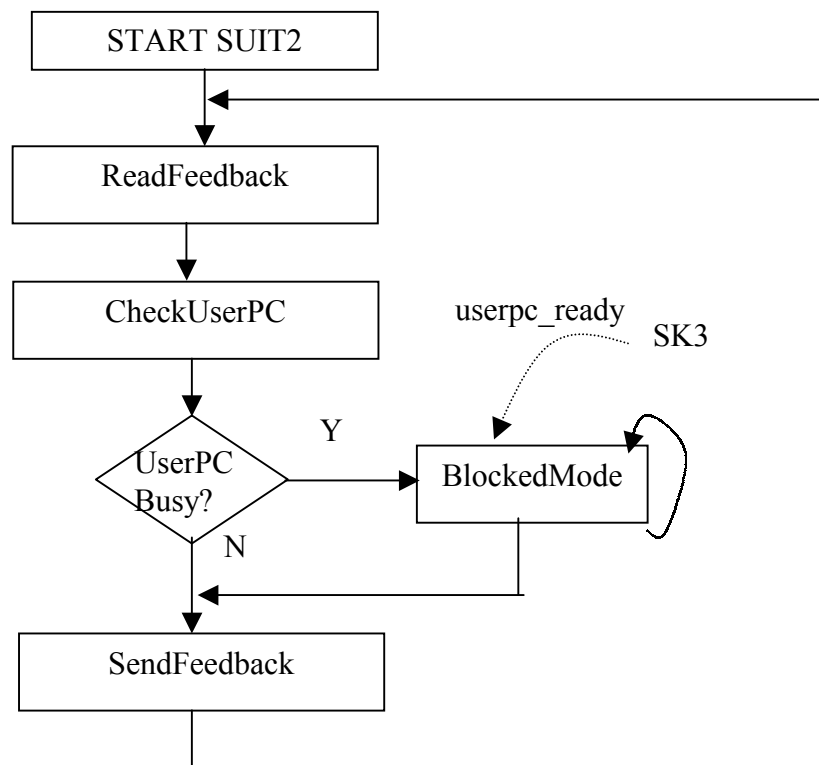 START SUIT2
ReadFeedback
CheckUserPC
userpc_ready
SK3
Y
UserPC
Busy?
BlockedMode
N
SendFeedback